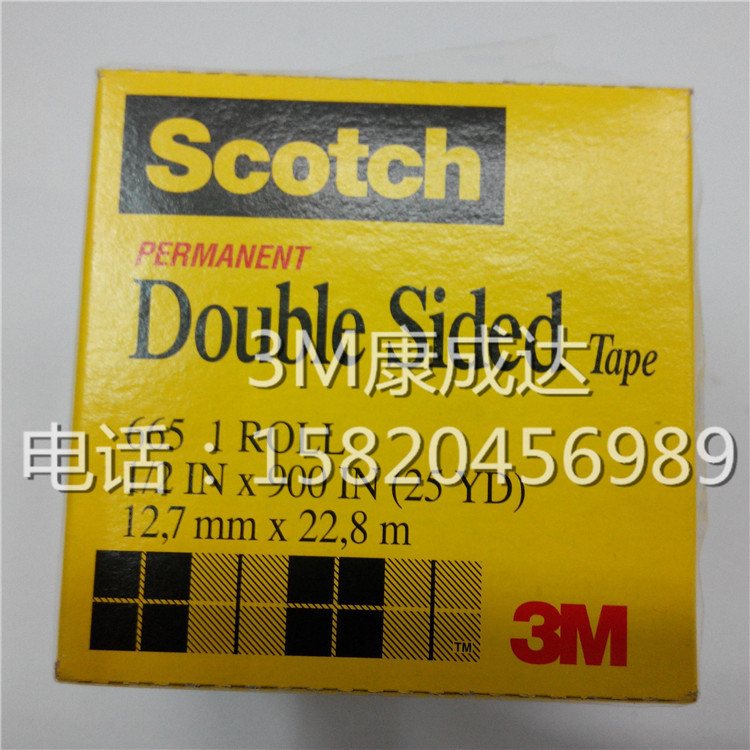 Scotch
PERMANENT
Double Sided Tape
3M康成达
665 1 ROLL
电话：15820456989
1/2 IN x 900 IN (25 YD)
12,7 mm x 22,8 m
TM
3M